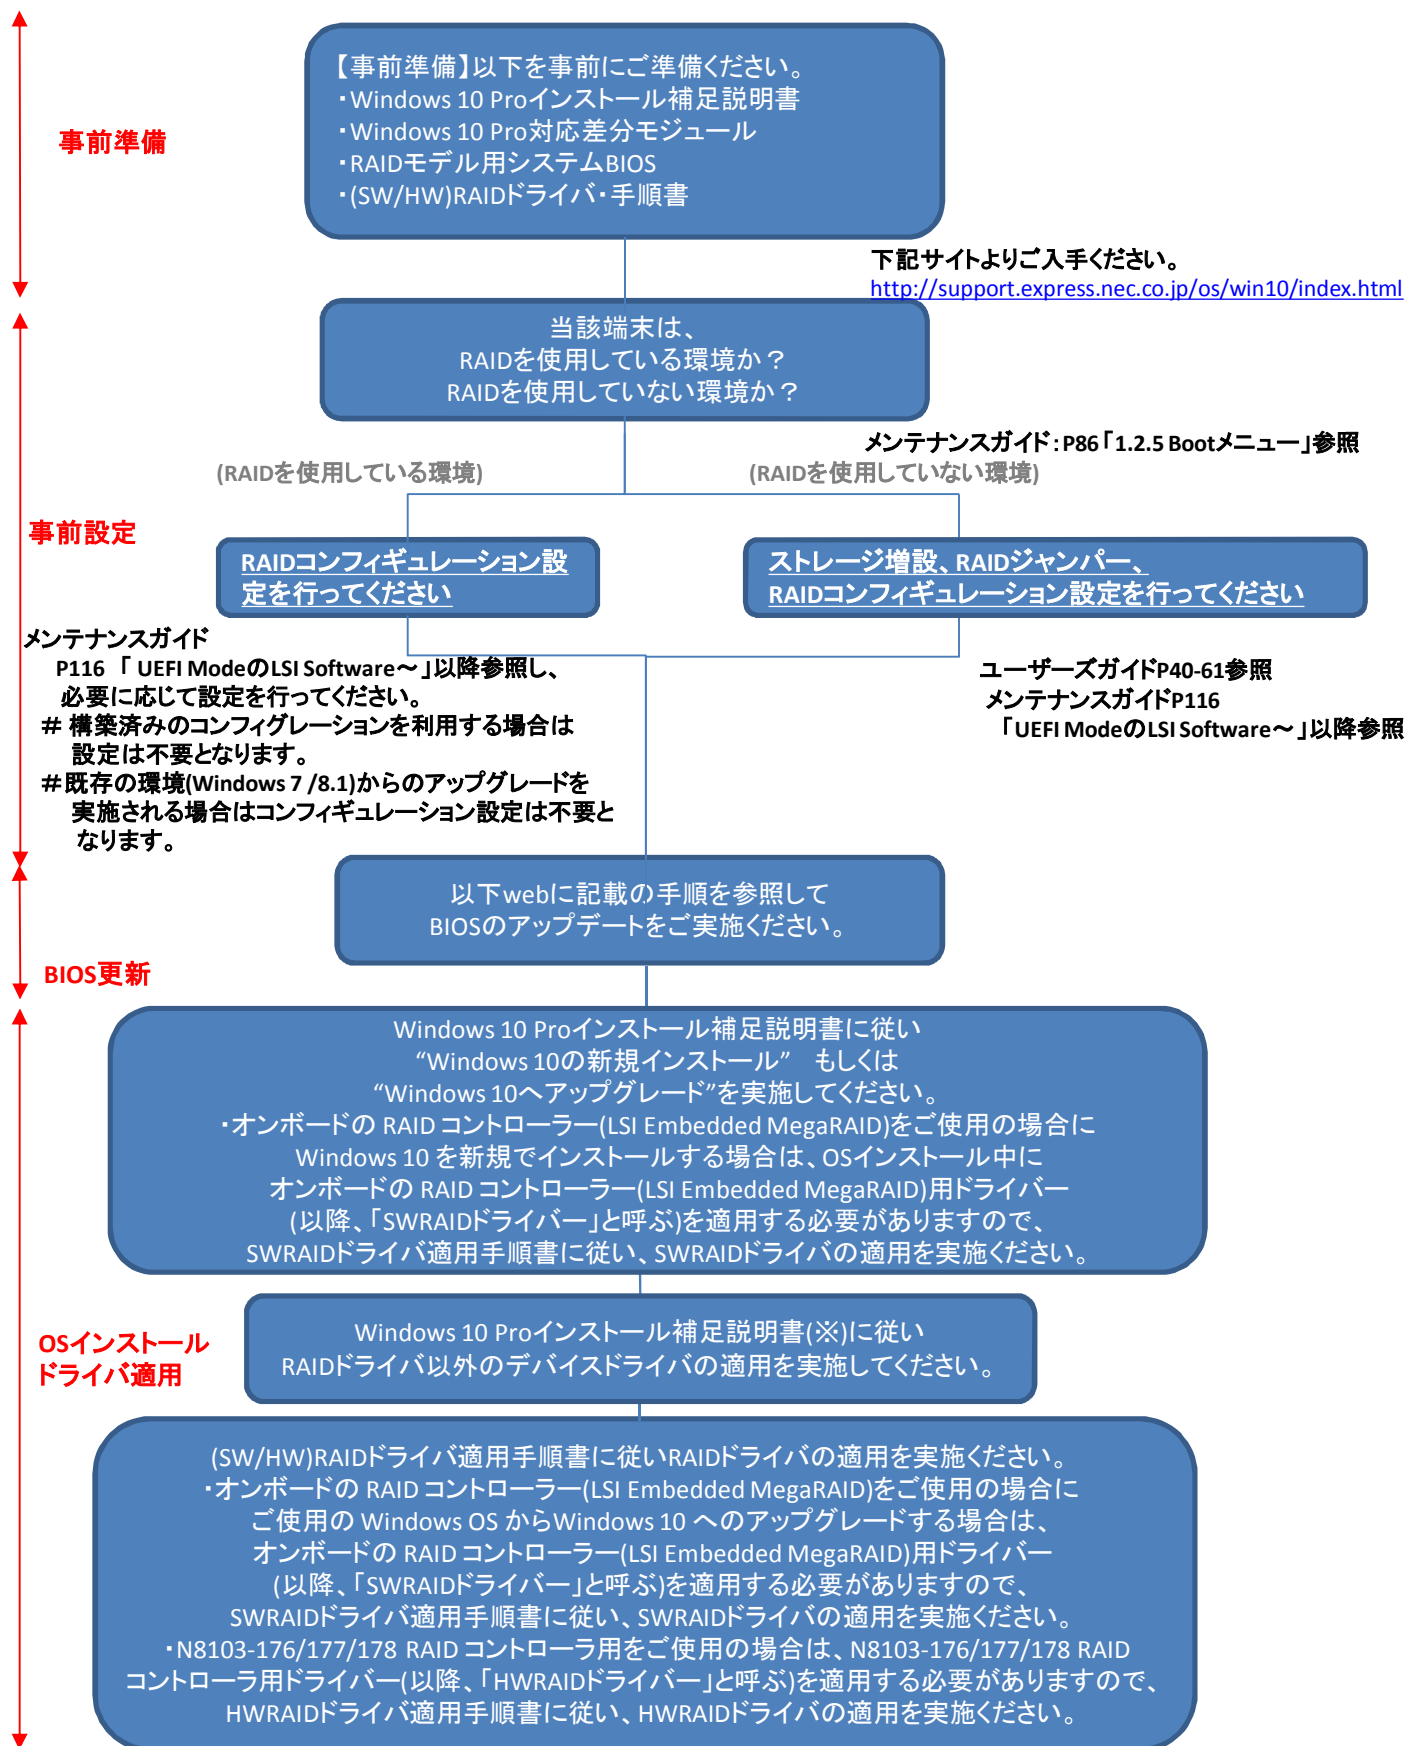 【事前準備】以下を事前にご準備ください。
・Windows 10 Proインストール補足説明書
・Windows 10 Pro対応差分モジュール
・RAIDモデル用システムBIOS
・(SW/HW)RAIDドライバ・手順書
事前準備
下記サイトよりご入手ください。
http://support.express.nec.co.jp/os/win10/index.html
当該端末は、
RAIDを使用している環境か？
RAIDを使用していない環境か？
メンテナンスガイド：P86「1.2.5 Bootメニュー」参照
(RAIDを使用している環境)
(RAIDを使用していない環境)
事前設定
RAIDコンフィギュレーション設
定を行ってください
ストレージ増設、RAIDジャンパー、
RAIDコンフィギュレーション設定を行ってください
メンテナンスガイド
P116 「 UEFI ModeのLSI Software～」以降参照し、
必要に応じて設定を行ってください。
＃ 構築済みのコンフィグレーションを利用する場合は
設定は不要となります。
＃既存の環境(Windows 7 /8.1)からのアップグレードを
実施される場合はコンフィギュレーション設定は不要と
なります。
ユーザーズガイドP40-61参照
メンテナンスガイドP116
「UEFI ModeのLSI Software～」以降参照
以下webに記載の手順を参照して
BIOSのアップデートをご実施ください。
BIOS更新
Windows 10 Proインストール補足説明書に従い
“Windows 10の新規インストール”　もしくは
“Windows 10へアップグレード”を実施してください。
・オンボードの RAID コントローラー(LSI Embedded MegaRAID)をご使用の場合に
Windows 10 を新規でインストールする場合は、OSインストール中に
オンボードの RAID コントローラー(LSI Embedded MegaRAID)用ドライバー
(以降、「SWRAIDドライバー」と呼ぶ)を適用する必要がありますので、
SWRAIDドライバ適用手順書に従い、SWRAIDドライバの適用を実施ください。
OSインストール
ドライバ適用
Windows 10 Proインストール補足説明書(※)に従い
RAIDドライバ以外のデバイスドライバの適用を実施してください。
(SW/HW)RAIDドライバ適用手順書に従いRAIDドライバの適用を実施ください。
・オンボードの RAID コントローラー(LSI Embedded MegaRAID)をご使用の場合に
ご使用の Windows OS からWindows 10 へのアップグレードする場合は、
オンボードの RAID コントローラー(LSI Embedded MegaRAID)用ドライバー
(以降、「SWRAIDドライバー」と呼ぶ)を適用する必要がありますので、
SWRAIDドライバ適用手順書に従い、SWRAIDドライバの適用を実施ください。
・N8103-176/177/178 RAID コントローラ用をご使用の場合は、N8103-176/177/178 RAID
コントローラ用ドライバー(以降、「HWRAIDドライバー」と呼ぶ)を適用する必要がありますので、
HWRAIDドライバ適用手順書に従い、HWRAIDドライバの適用を実施ください。